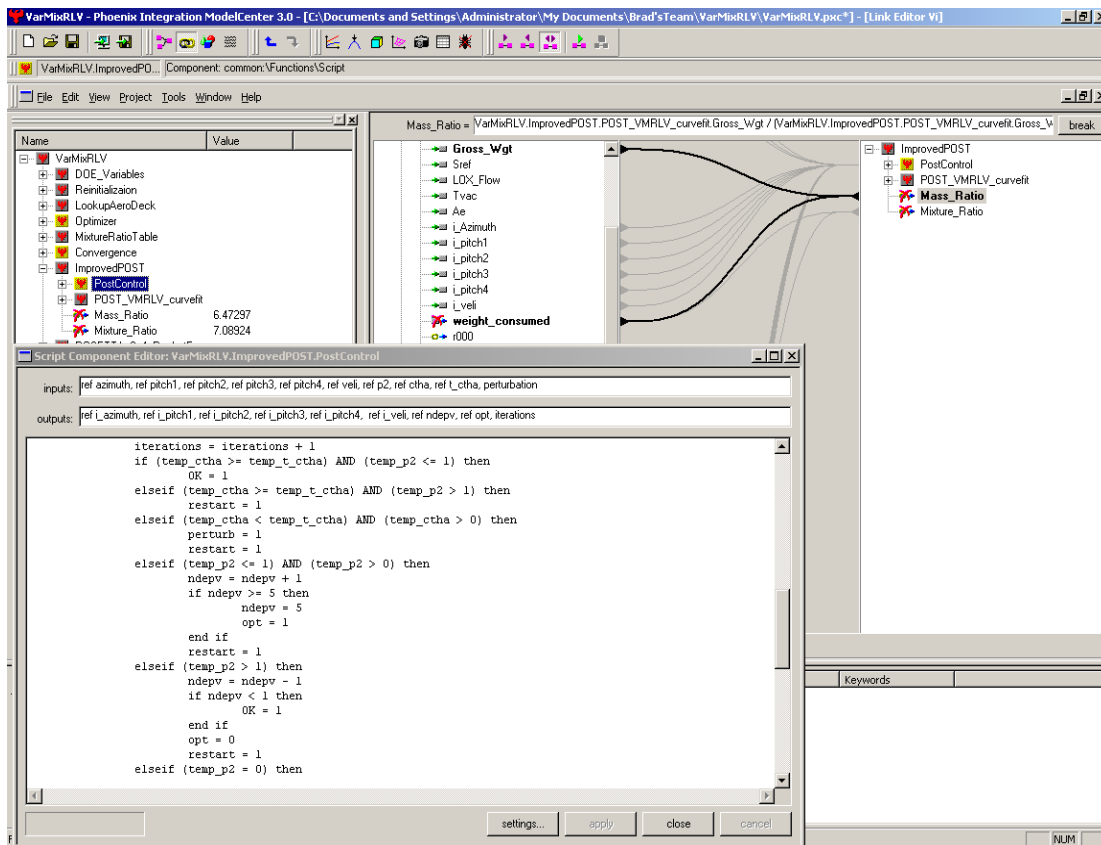 VarMixRLV - Phoenix Integration ModelCenter 3.0 - [C:\Documents and Settings\Administrator\My Documents\Brad'sTeam\VarMixRLV\VarMixRLV.pxc*] - [Link Editor Vi]
VarMixRLV.ImprovedPO... Component: common:\Functions\Script
File Edit View Project Tools Window Help
Name Value
VarMixRLV
DOE_Variables
Reinitializaion
LookupAeroDeck
Optimizer
MixtureRatioTable
Convergence
ImprovedPOST
PostControl
POST_VMRLV_curvefit
Mass_Ratio 6.47297
Mixture_Ratio 7.08924
Mass_Ratio = VarMixRLV.ImprovedPOST.POST_VMRLV_curvefit.Gross_Wgt / (VarMixRLV.ImprovedPOST.POST_VMRLV_curvefit.Gross_W break
Gross_Wgt
Sref
LOX_Flow
Tvac
Ae
i_Azimuth
i_pitch1
i_pitch2
i_pitch3
i_pitch4
i_veli
weight_consumed
r000
ImprovedPOST
PostControl
POST_VMRLV_curvefit
Mass_Ratio
Mixture_Ratio
Script Component Editor: VarMixRLV.ImprovedPOST.PostControl
inputs: ref azimuth, ref pitch1, ref pitch2, ref pitch3, ref pitch4, ref veli, ref p2, ref ctha, ref t_ctha, perturbation
outputs: ref i_azimuth, ref i_pitch1, ref i_pitch2, ref i_pitch3, ref i_pitch4, ref i_veli, ref ndepv, ref opt, iterations
iterations = iterations + 1
if (temp_ctha >= temp_t_ctha) AND (temp_p2 <= 1) then
OK = 1
elseif (temp_ctha >= temp_t_ctha) AND (temp_p2 > 1) then
restart = 1
elseif (temp_ctha < temp_t_ctha) AND (temp_ctha > 0) then
perturb = 1
restart = 1
elseif (temp_p2 <= 1) AND (temp_p2 > 0) then
ndepv = ndepv + 1
if ndepv >= 5 then
ndepv = 5
opt = 1
end if
restart = 1
elseif (temp_p2 > 1) then
ndepv = ndepv - 1
if ndepv < 1 then
OK = 1
end if
opt = 0
restart = 1
elseif (temp_p2 = 0) then
settings... apply close cancel
Keywords
NUM